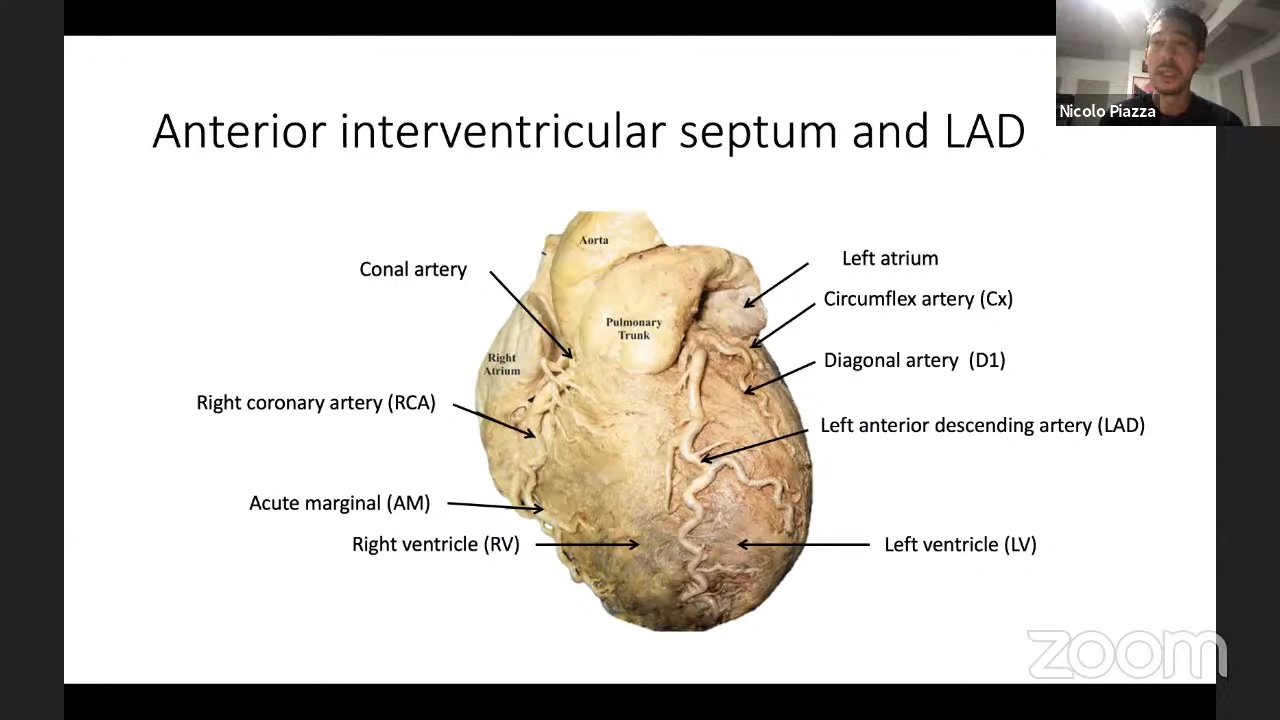 Nicolo Piazza
Anterior interventricular septum and LAD
Aorta
Conal artery
Left atrium
Circumflex artery (Cx)
Pulmonary
Trunk
Right
Atrium
Diagonal artery (D1)
Right coronary artery (RCA)
Left anterior descending artery (LAD)
Acute marginal (AM)
Right ventricle (RV)
Left ventricle (LV)
zoom